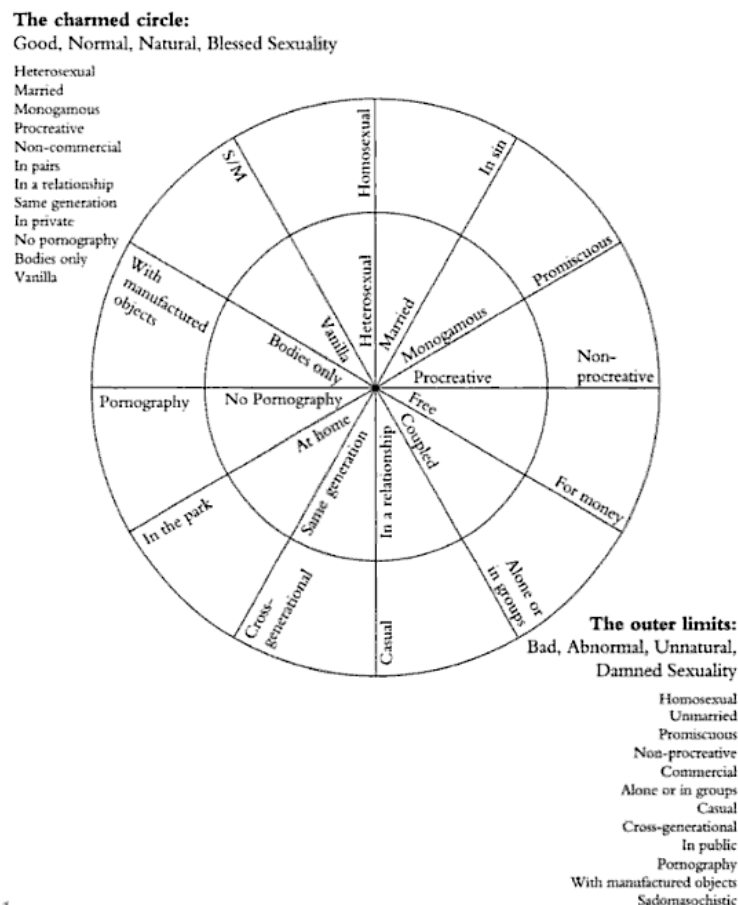 The charmed circle:
Good, Normal, Natural, Blessed Sexuality
Heterosexual
Married
Monogamous
Procreative
Non-commercial
In pairs
In a relationship
Same generation
In private
No pornography
Bodies only
Vanilla
S/M
Homosexual
In sin
Promiscuous
Non-
procreative
For money
Alone or
in groups
Casual
Cross-
generational
In the park
Pornography
With
manufactured
objects
Vanilla
Heterosexual
Married
Monogamous
Procreative
Free
Coupled
In a relationship
Same generation
At home
No Pornography
Bodies only
The outer limits:
Bad, Abnormal, Unnatural,
Damned Sexuality
Homosexual
Unmarried
Promiscuous
Non-procreative
Commercial
Alone or in groups
Casual
Cross-generational
In public
Pornography
With manufactured objects
Sadomasochistic